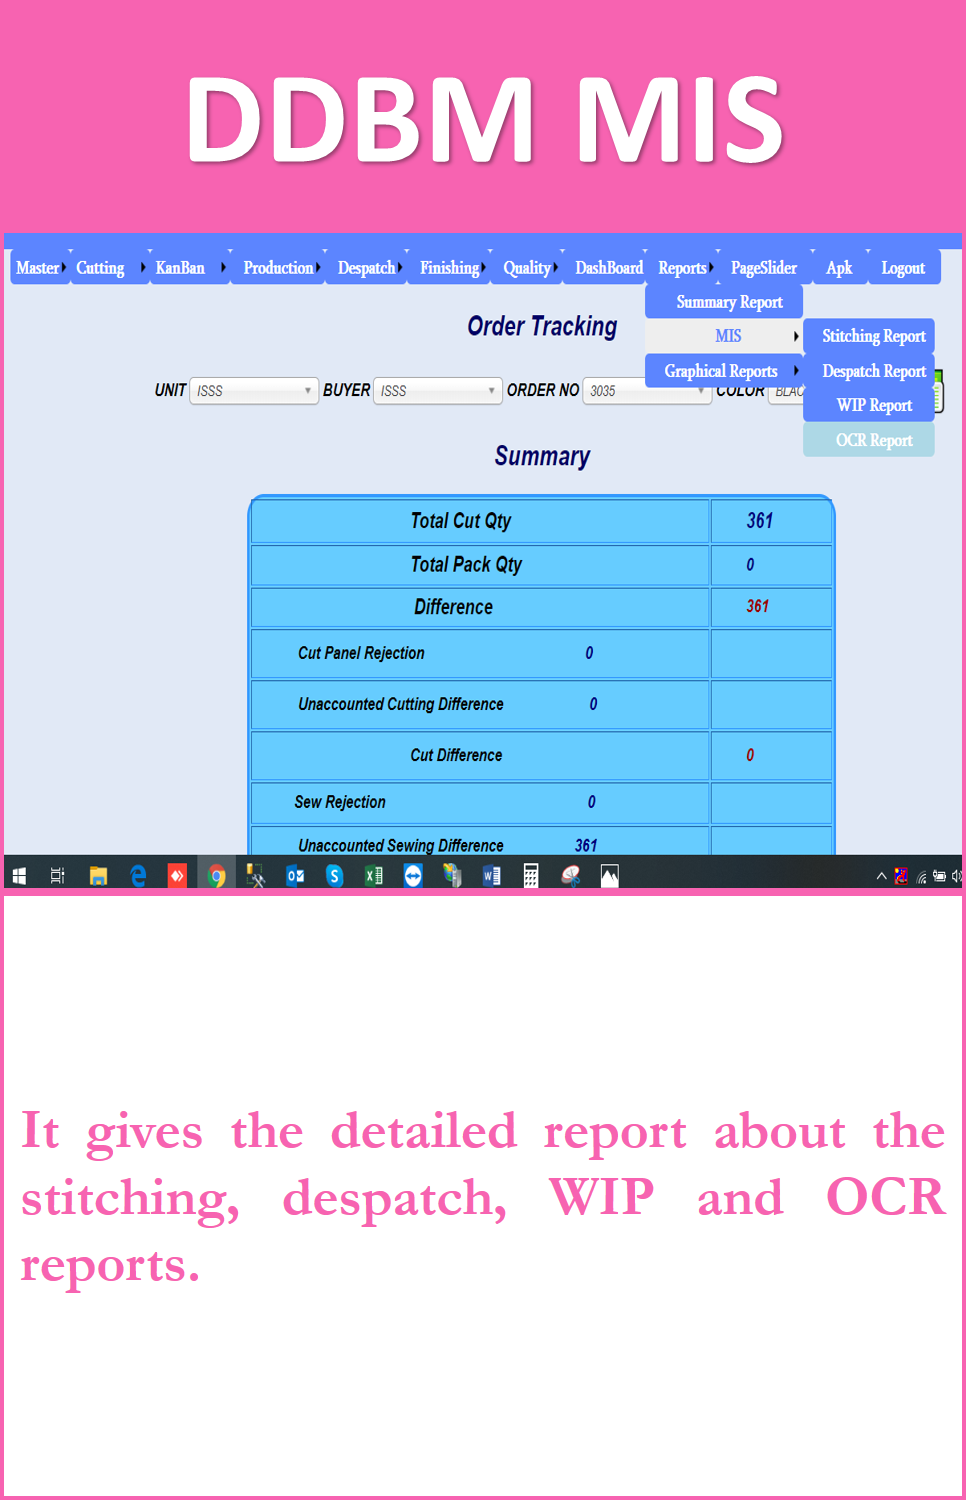 DDBM MIS
Master Cutting KanBan Production Despatch Finishing Quality DashBoard Reports PageSlider Apk Logout
Summary Report
MIS
Graphical Reports
Stitching Report
Despatch Report
WIP Report
OCR Report
Order Tracking
UNIT ISSS BUYER ISSS ORDER NO 3035 COLOR BLAC
Summary
Total Cut Qty 361
Total Pack Qty 0
Difference 361
Cut Panel Rejection 0
Unaccounted Cutting Difference 0
Cut Difference 0
Sew Rejection 0
Unaccounted Sewing Difference 361
It gives the detailed report about the
stitching, despatch, WIP and OCR
reports.